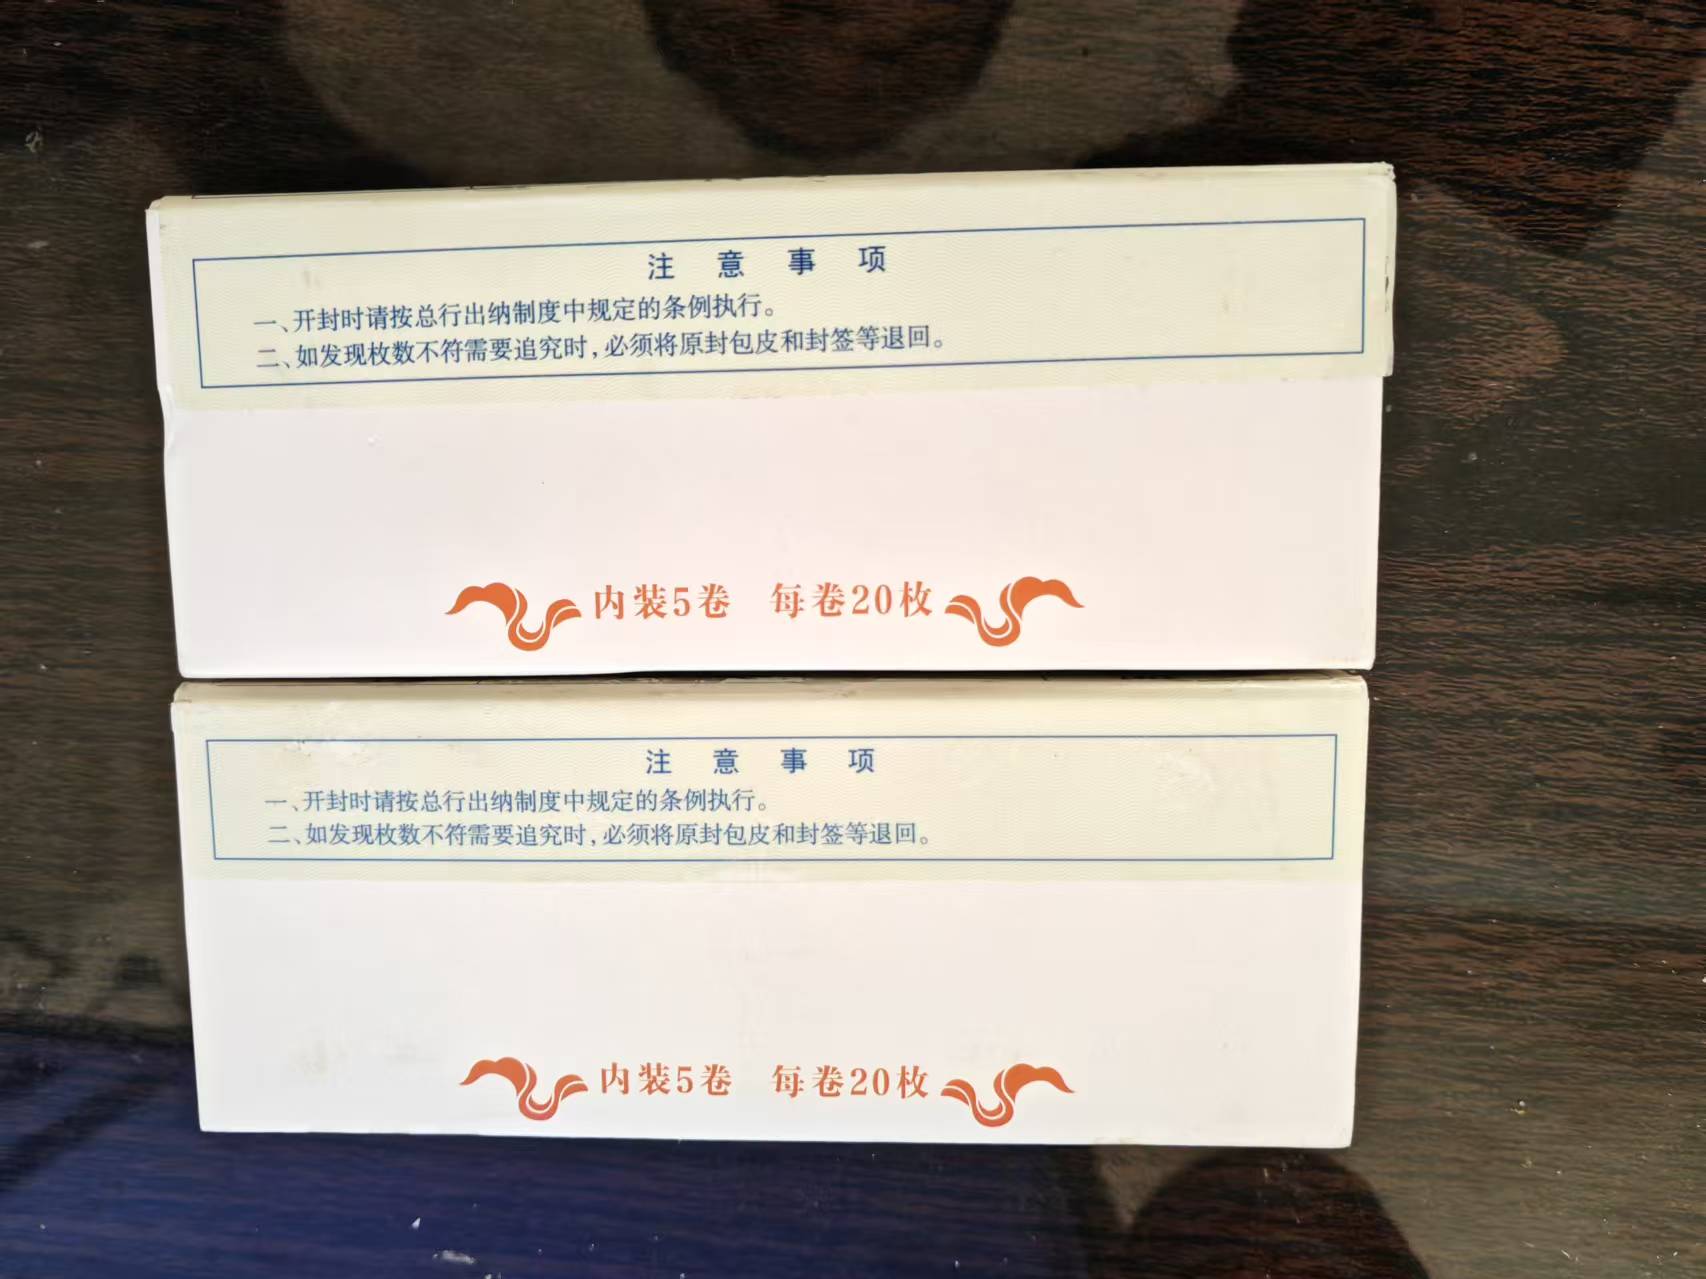 注意事项
一、开封时请按总行出纳制度中规定的条例执行。
二、如发现枚数不符需要追究时,必须将原封包皮和封签等退回。
内装5卷 每卷20枚
注意事项
一、开封时请按总行出纳制度中规定的条例执行。
二、如发现枚数不符需要追究时,必须将原封包皮和封签等退回。
内装5卷 每卷20枚